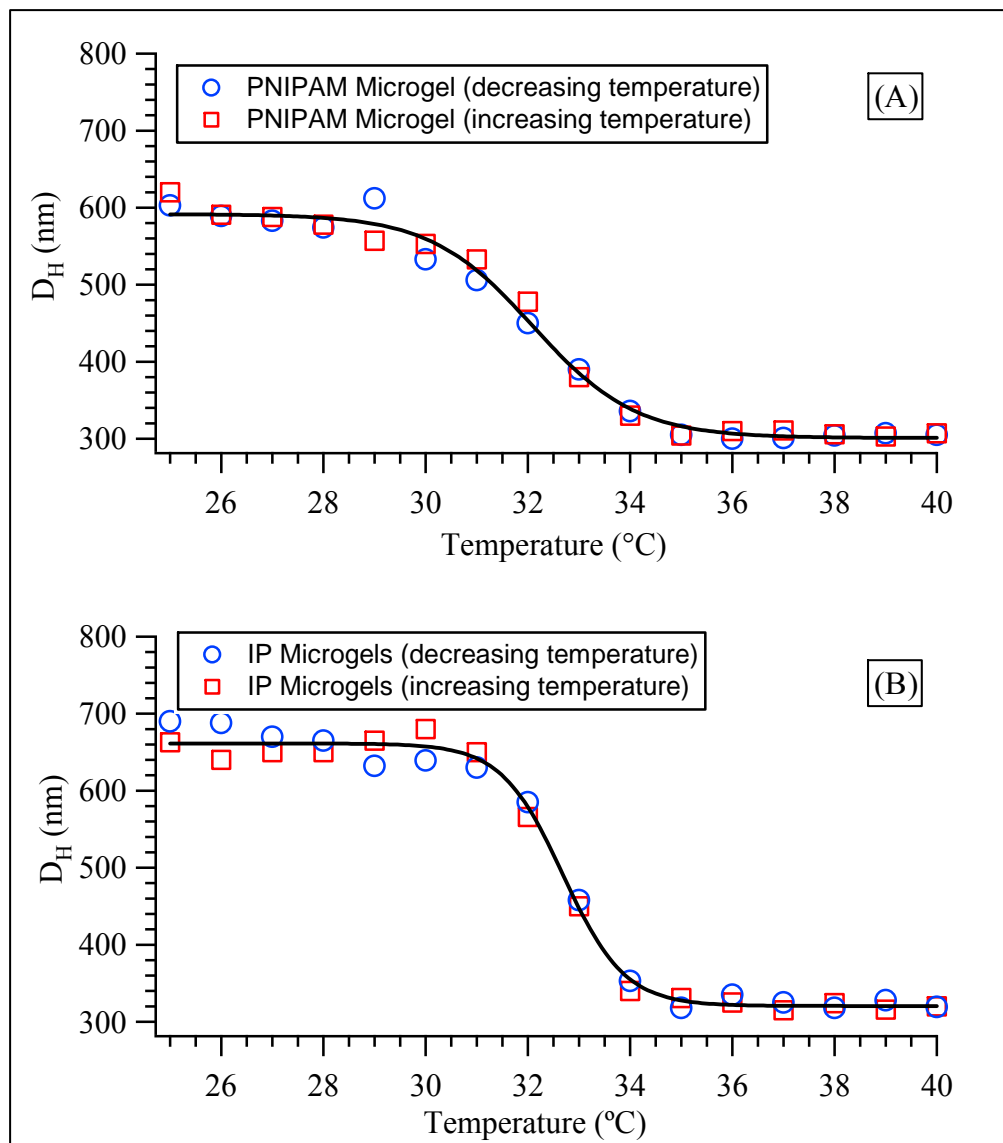 800
PNIPAM Microgel (decreasing temperature)
PNIPAM Microgel (increasing temperature)
(A)
700
600
500
400
300
D_H (nm)
26 28 30 32 34 36 38 40
Temperature (°C)
800
IP Microgels (decreasing temperature)
IP Microgels (increasing temperature)
(B)
700
600
500
400
300
D_H (nm)
26 28 30 32 34 36 38 40
Temperature (ºC)